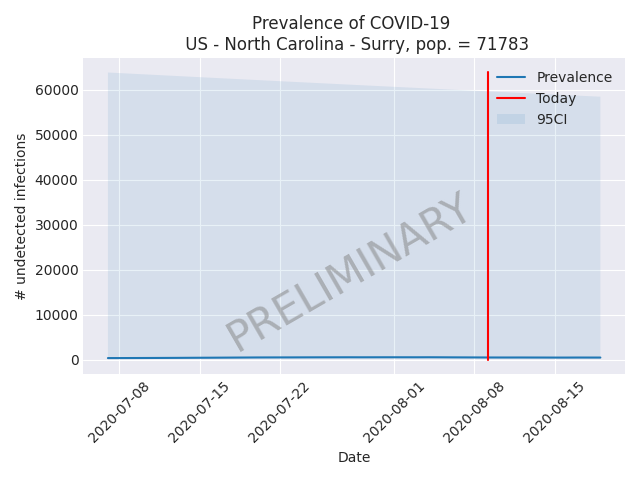 Prevalence of COVID-19
US - North Carolina - Surry, pop. = 71783
Prevalence
Today
95CI
60000
50000
40000
30000
20000
10000
0
# undetected infections
PRELIMINARY
2020-07-08
2020-07-15
2020-07-22
2020-08-01
2020-08-08
2020-08-15
Date